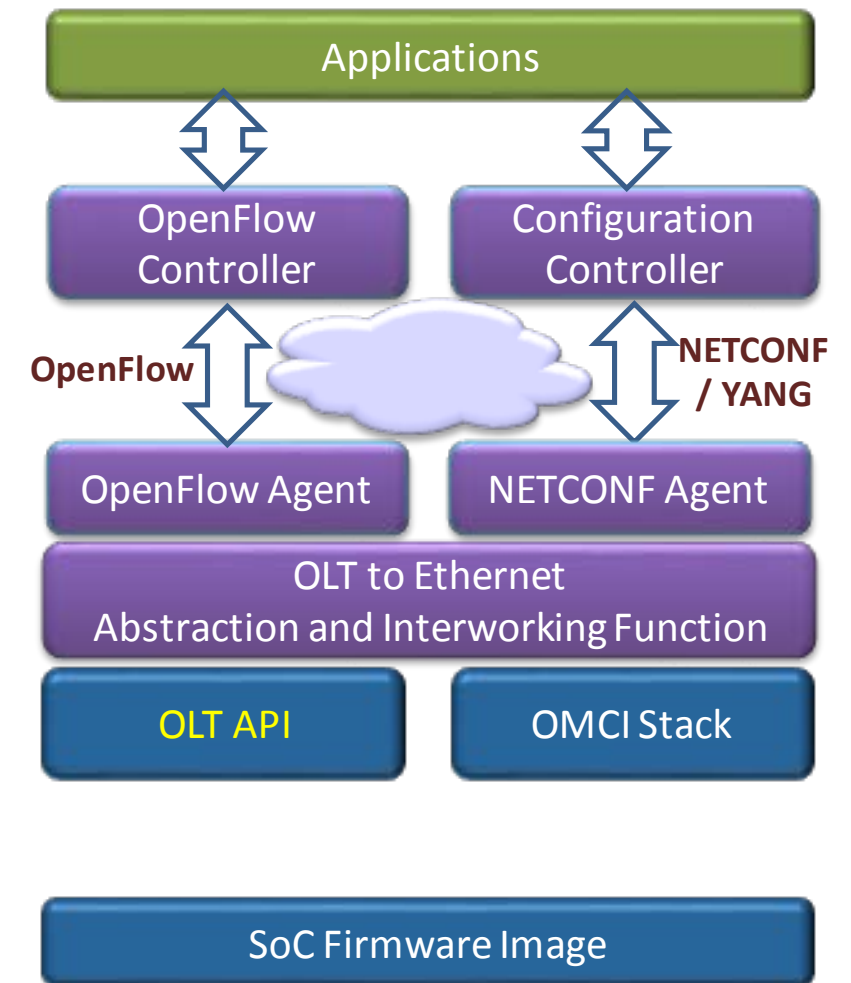 Applications
OpenFlow
Controller
Configuration
Controller
OpenFlow
NETCONF
/ YANG
OpenFlow Agent
NETCONF Agent
OLT to Ethernet
Abstraction and Interworking Function
OLT API
OMCI Stack
SoC Firmware Image